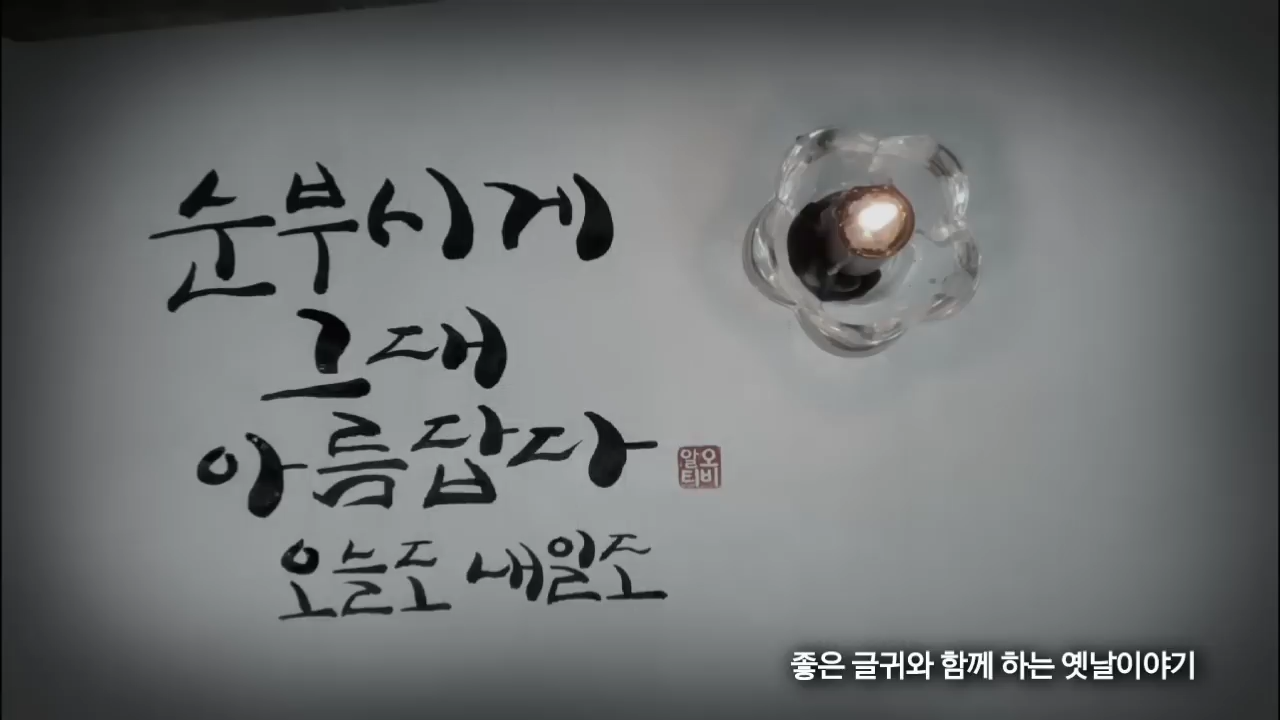 눈부시게
그대
아름답다
오늘도 내일도
알오
티비
좋은 글귀와 함께 하는 옛날이야기